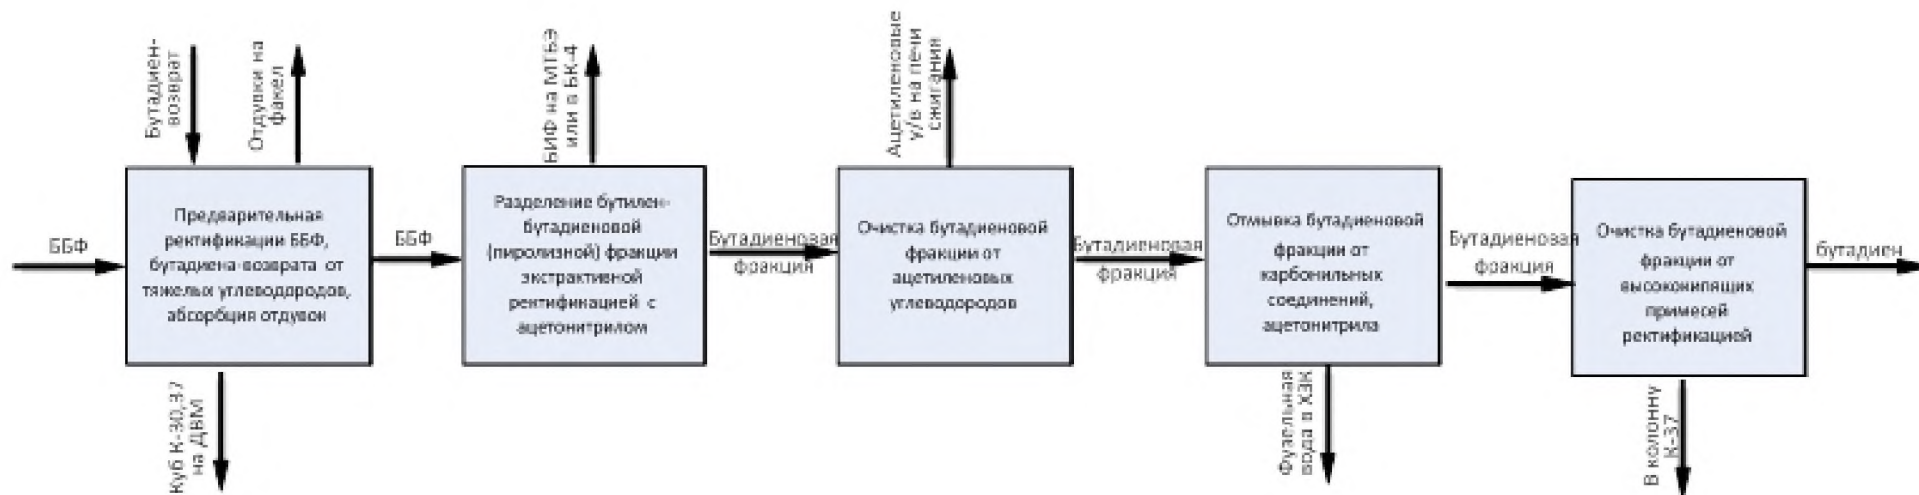 Бутадиен-
возврат
Отдувки на
факел
БИФ на МТБЭ
или в БК-4
Ацетиленовые
у/в на печи
сжигания
ББФ
Предварительная
ректификации ББФ,
бутадиена-возврата от
тяжелых углеводородов,
абсорбция отдувок
ББФ
Разделение бутилен-
бутадиеновой
(пиролизной) фракции
экстрактивной
ректификацией с
ацетонитрилом
Бутадиеновая
фракция
Очистка бутадиеновой
фракции от
ацетиленовых
углеводородов
Бутадиеновая
фракция
Отмывка бутадиеновой
фракции от
карбонильных
соединений,
ацетонитрила
Бутадиеновая
фракция
Очистка бутадиеновой
фракции от
высококипящих
примесей
ректификацией
бутадиен
Куб К-30,37
на ДВМ
Фузельная
вода в ХЗК
В колонну
К-37